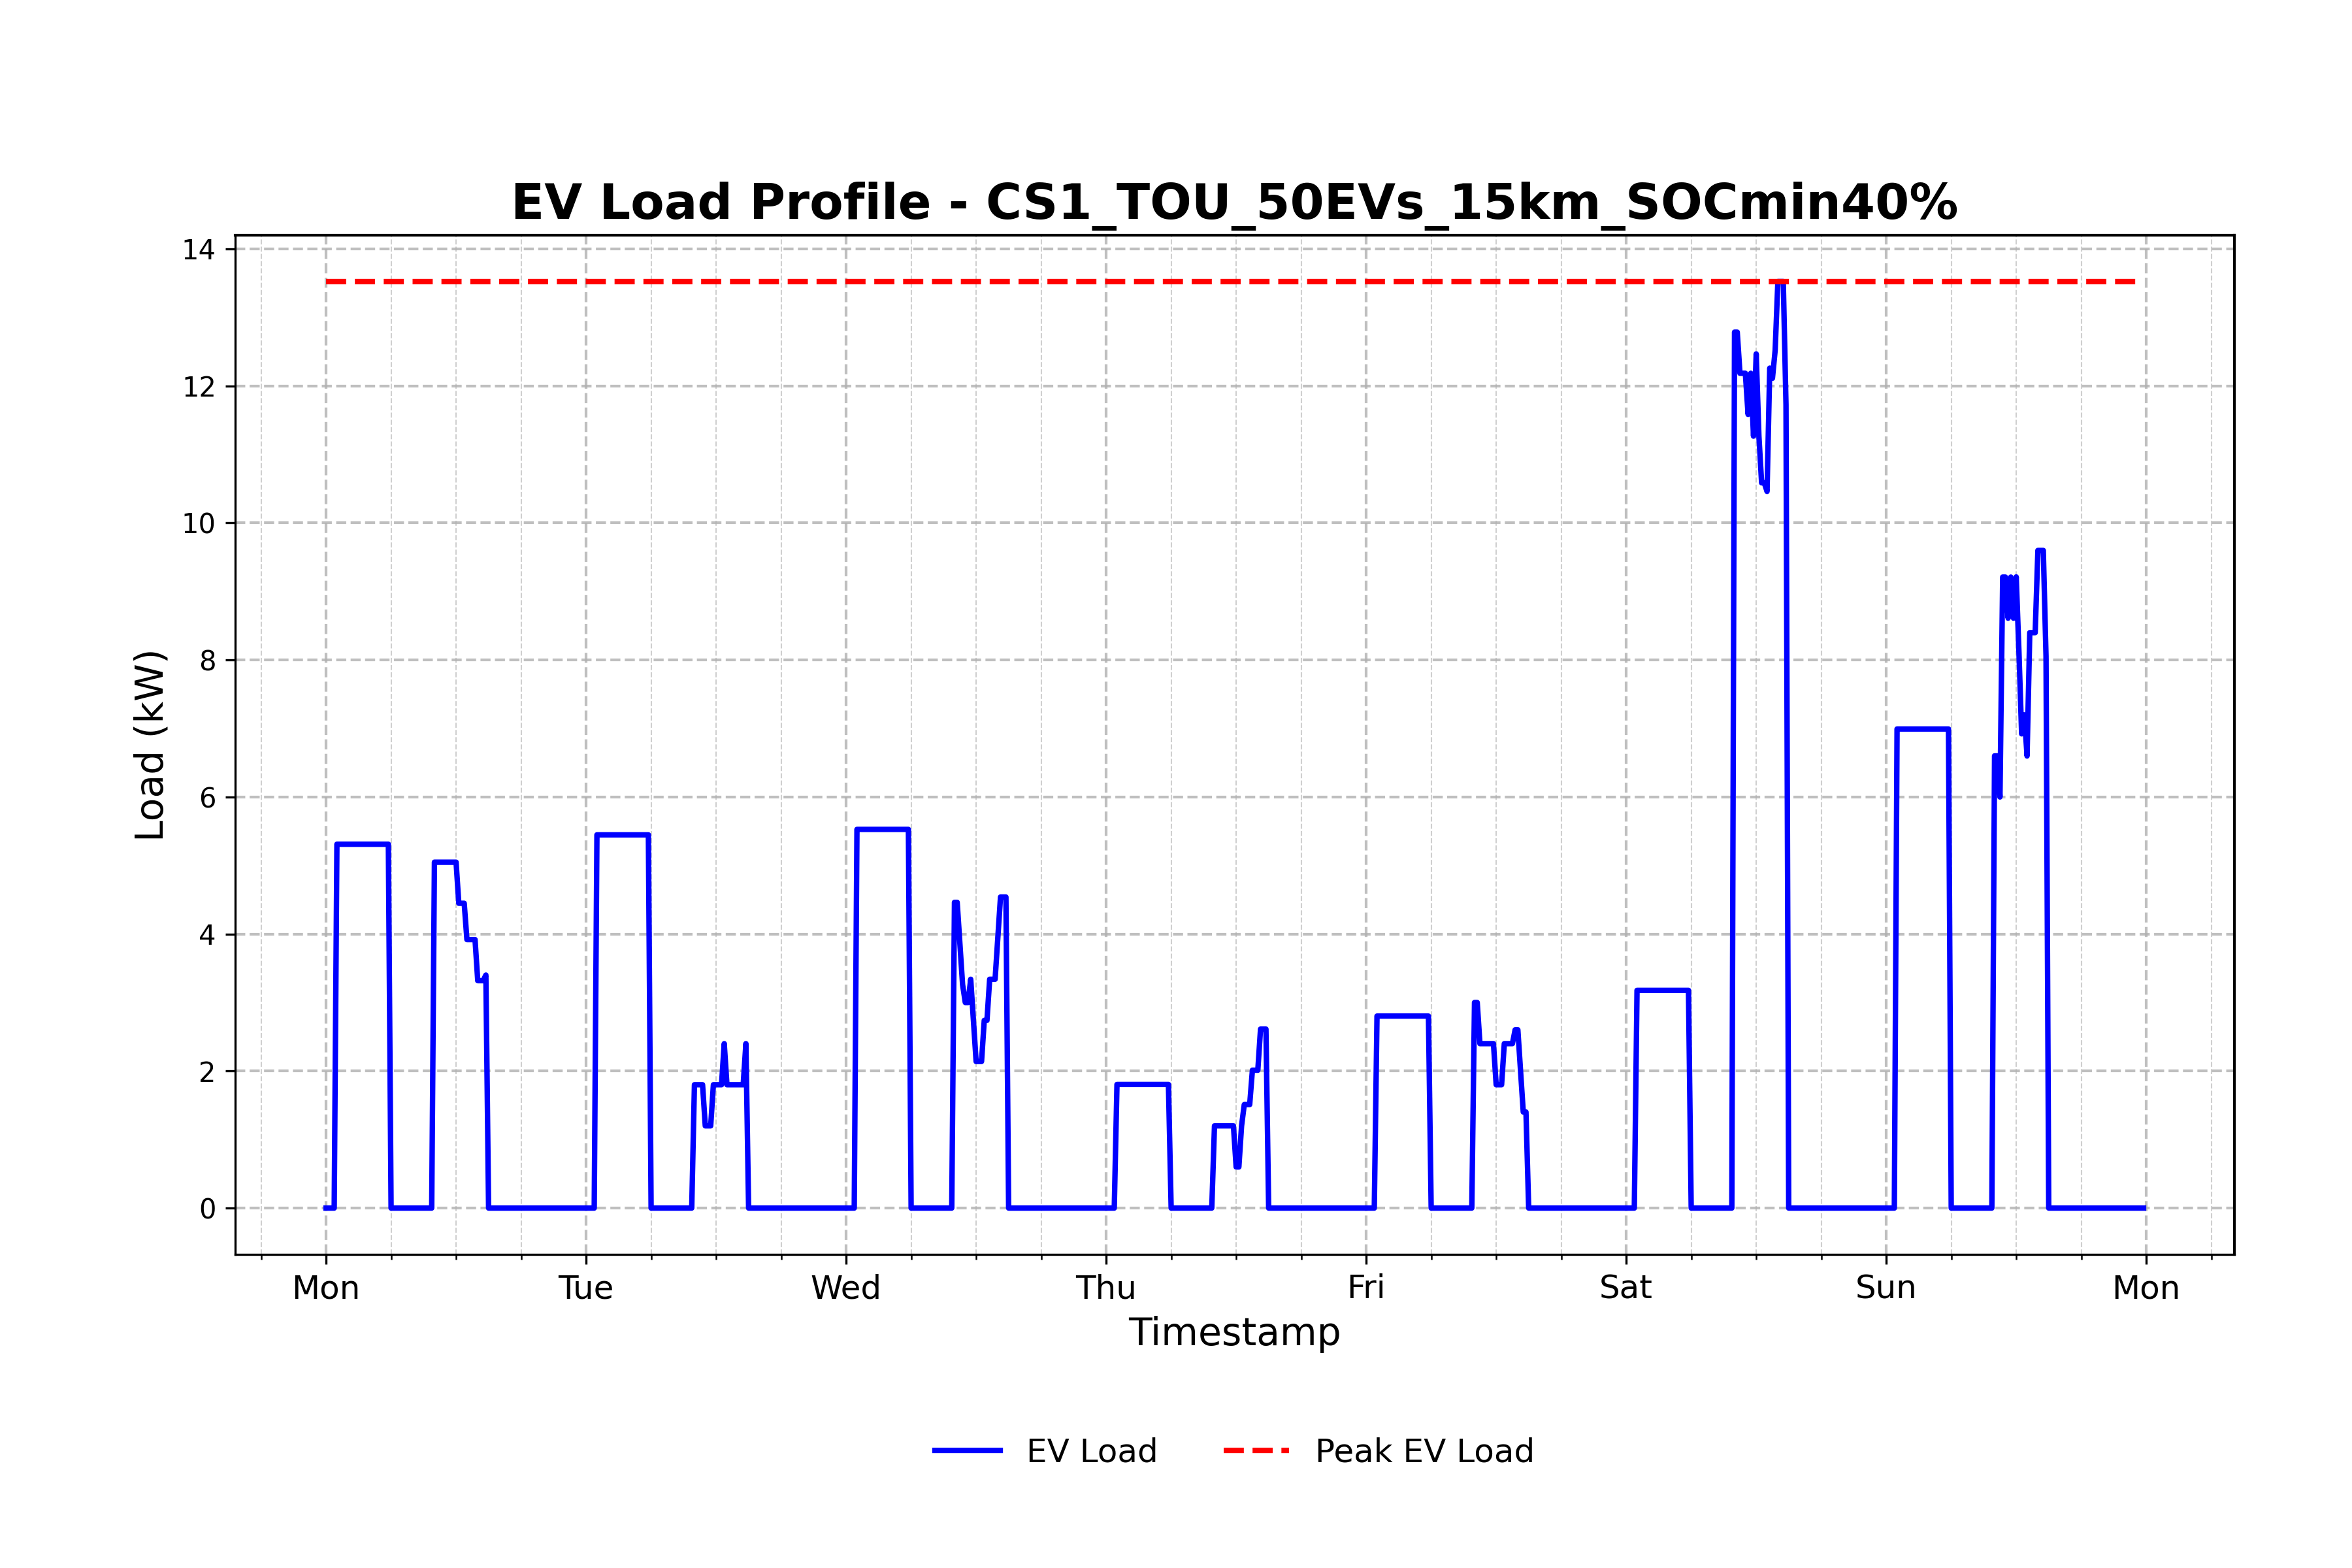 EV Load Profile - CS1_TOU_50EVs_15km_SOCmin40%
14
12
10
8
6
4
2
0
Load (kW)
Mon Tue Wed Thu Fri Sat Sun Mon
Timestamp
EV Load Peak EV Load